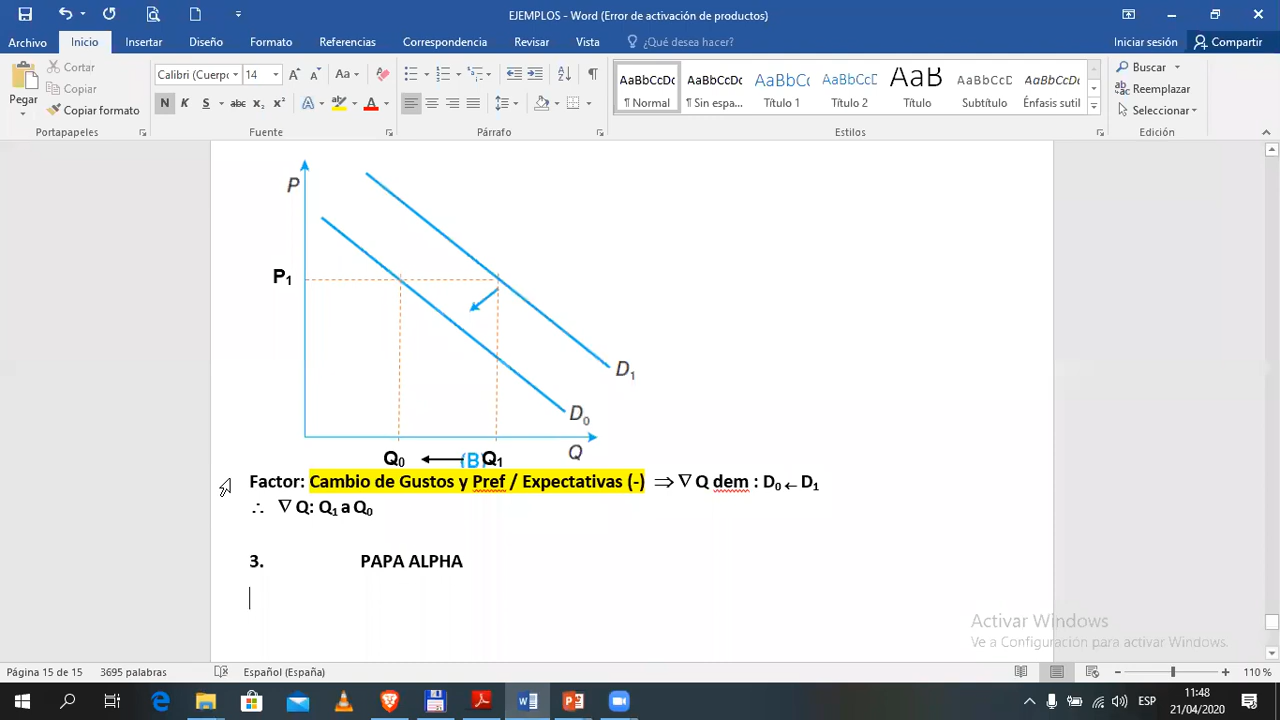 EJEMPLOS - Word (Error de activación de productos)
Archivo Inicio Insertar Diseño Formato Referencias Correspondencia Revisar Vista ¿Qué desea hacer? Iniciar sesión Compartir
Pegar
Cortar
Copiar
Copiar formato
Portapapeles
Calibri (Cuerpo 14
Aa
N K S abc x₂ x²
A A
Fuente
Párrafo
AaBbCcDc AaBbCcDc AaBbCcD AaBbCcD AaB AaBbCcD AaBbCcDc
¶ Normal ¶ Sin espa... Título 1 Título 2 Título Subtítulo Énfasis sutil
Estilos
Buscar
Reemplazar
Seleccionar
Edición
P
P₁
D₁
D₀
Q₀ (B) Q₁ Q
Factor: Cambio de Gustos y Pref / Expectativas (-) ⇒ ∇ Q dem : D₀ ← D₁
∴ ∇ Q: Q₁ a Q₀
3. PAPA ALPHA
Activar Windows
Ve a Configuración para activar Windows.
Página 15 de 15 3695 palabras Español (España) 110 %
ESP 11:48
21/04/2020